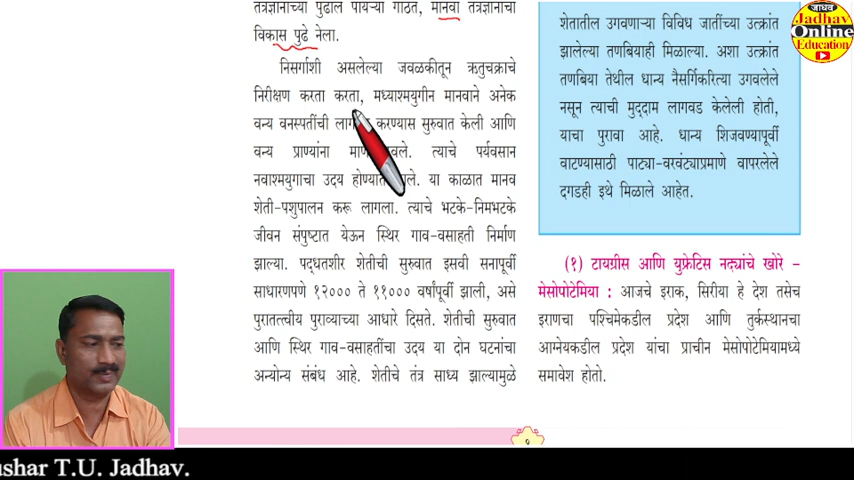 तंत्रज्ञानाच्या पुढील पायऱ्या गाठत, मानवी तंत्रज्ञानाचा
विकास पुढे नेला.
निसर्गाशी असलेल्या जवळकीतून ऋतुचक्राचे
निरीक्षण करता करता, मध्याश्मयुगीन मानवाने अनेक
वन्य वनस्पतींची करण्यास सुरुवात केली आणि
वन्य प्राण्यांना त्याचे पर्यवसान
नवाश्मयुगाचा उदय होण्यात या काळात मानव
शेती-पशुपालन करू लागला. त्याचे भटके-निमभटके
जीवन संपुष्टात येऊन स्थिर गाव-वसाहती निर्माण
झाल्या. पद्धतशीर शेतीची सुरुवात इसवी सनापूर्वी
साधारणपणे १२००० ते ११००० वर्षांपूर्वी झाली, असे
पुरातत्त्वीय पुराव्याच्या आधारे दिसते. शेतीची सुरुवात
आणि स्थिर गाव-वसाहतींचा उदय या दोन घटनांचा
अन्योन्य संबंध आहे. शेतीचे तंत्र साध्य झाल्यामुळे
शेतातील उगवणाऱ्या विविध जातींच्या उत्क्रांत
झालेल्या तणबियाही मिळाल्या. अशा उत्क्रांत
तणबिया तेथील धान्य नैसर्गिकरित्या उगवलेले
नसून त्याची मुद्दाम लागवड केलेली होती,
याचा पुरावा आहे. धान्य शिजवण्यापूर्वी
वाटण्यासाठी पाट्या-वरवंट्याप्रमाणे वापरलेले
दगडही इथे मिळाले आहेत.
(१) टायग्रीस आणि युफ्रेटिस नद्यांचे खोरे –
मेसोपोटेमिया : आजचे इराक, सिरीया हे देश तसेच
इराणचा पश्चिमेकडील प्रदेश आणि तुर्कस्थानचा
आग्नेयकडील प्रदेश यांचा प्राचीन मेसोपोटेमियामध्ये
समावेश होतो.
९
जाधव
Jadhav
Online
Education
ushar T.U. Jadhav.